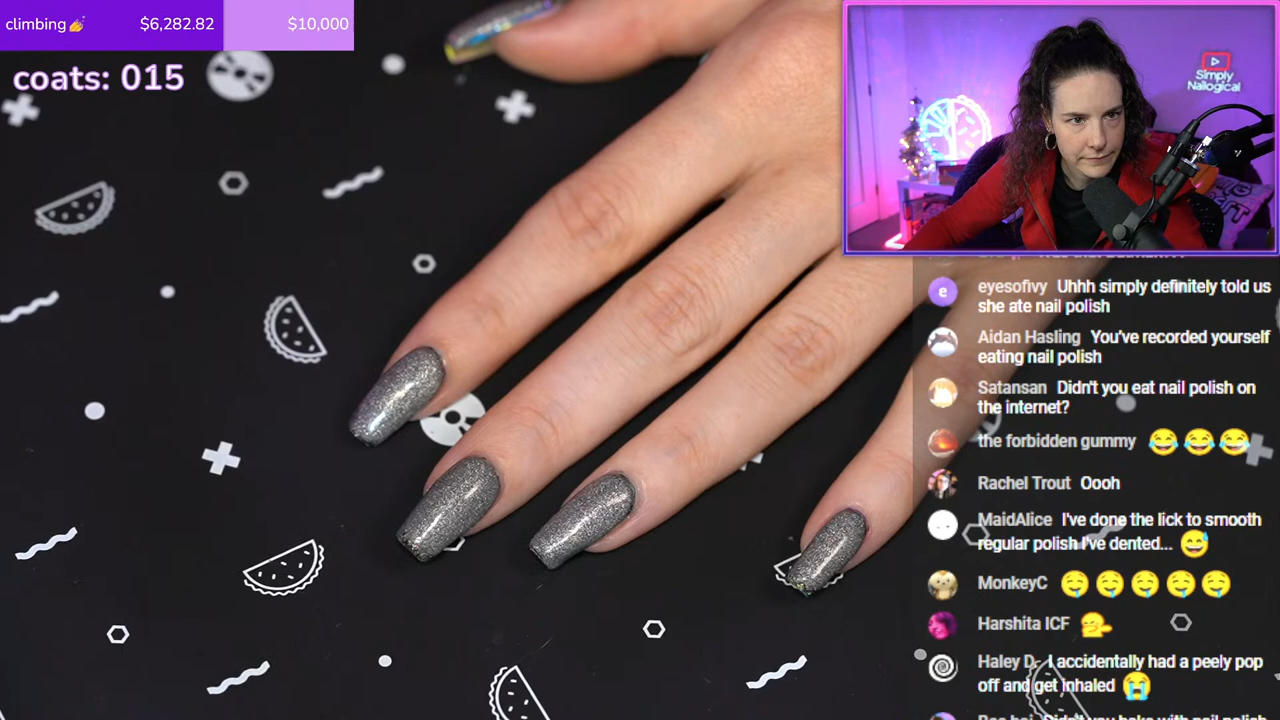 climbing💅 $6,282.82 $10,000
coats: 015
Simply
Nailogical
eyesofivy Uhhh simply definitely told us
she ate nail polish
Aidan Hasling You've recorded yourself
eating nail polish
Satansan Didn't you eat nail polish on
the internet?
the forbidden gummy 😂😂😂
Rachel Trout Oooh
MaidAlice I've done the lick to smooth
regular polish I've dented... 😅
MonkeyC 🤤🤤🤤🤤🤤
Harshita ICF
Haley D. I accidentally had a peely pop
off and get inhaled 😭